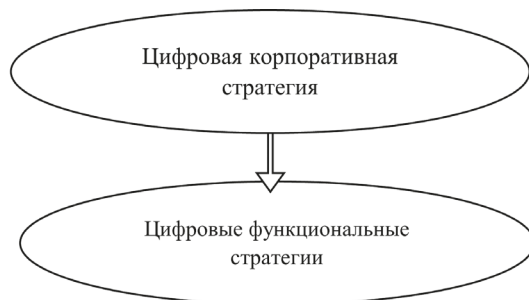 Цифровая корпоративная
стратегия
Цифровые функциональные
стратегии